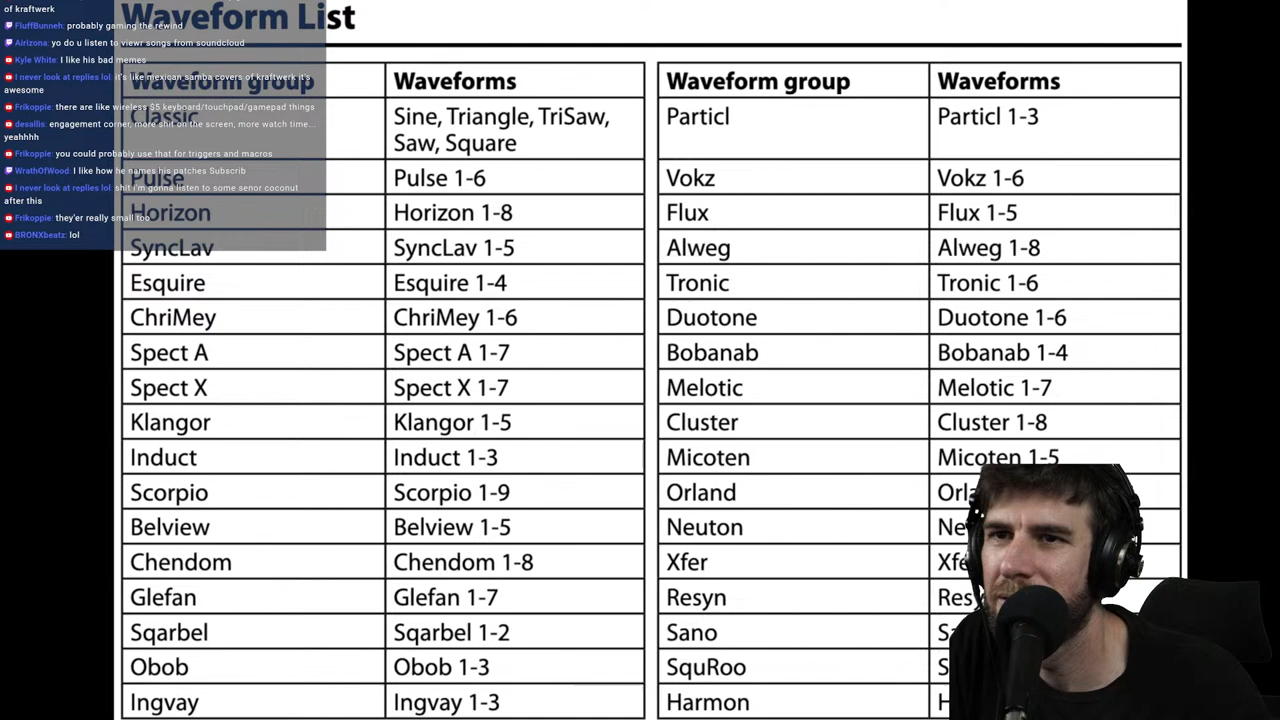 of kraftwerk
FluffBunneh: probably gaming the rewind
Airizona: yo do u listen to viewr songs from soundcloud
Kyle White: I like his bad memes
I never look at replies lol: it's like mexican samba covers of kraftwerk it's
awesome
Frikoppie: there are like wireless $5 keyboard/touchpad/gamepad things
desallis: engagement corner, more shit on the screen, more watch time...
yeahhhh
Frikoppie: you could probably use that for triggers and macros
WrathOfWood: I like how he names his patches Subscrib
I never look at replies lol: shit i'm gonna listen to some senor coconut
after this
Frikoppie: they'er really small too
BRONXbeatz: lol
Waveform List
Waveform group Waveforms
Classic Sine, Triangle, TriSaw,
Saw, Square
Pulse Pulse 1-6
Horizon Horizon 1-8
SyncLav SyncLav 1-5
Esquire Esquire 1-4
ChriMey ChriMey 1-6
Spect A Spect A 1-7
Spect X Spect X 1-7
Klangor Klangor 1-5
Induct Induct 1-3
Scorpio Scorpio 1-9
Belview Belview 1-5
Chendom Chendom 1-8
Glefan Glefan 1-7
Sqarbel Sqarbel 1-2
Obob Obob 1-3
Ingvay Ingvay 1-3
Waveform group Waveforms
Particl Particl 1-3
Vokz Vokz 1-6
Flux Flux 1-5
Alweg Alweg 1-8
Tronic Tronic 1-6
Duotone Duotone 1-6
Bobanab Bobanab 1-4
Melotic Melotic 1-7
Cluster Cluster 1-8
Micoten Micoten 1-5
Orland
Neuton
Xfer
Resyn
Sano
SquRoo
Harmon